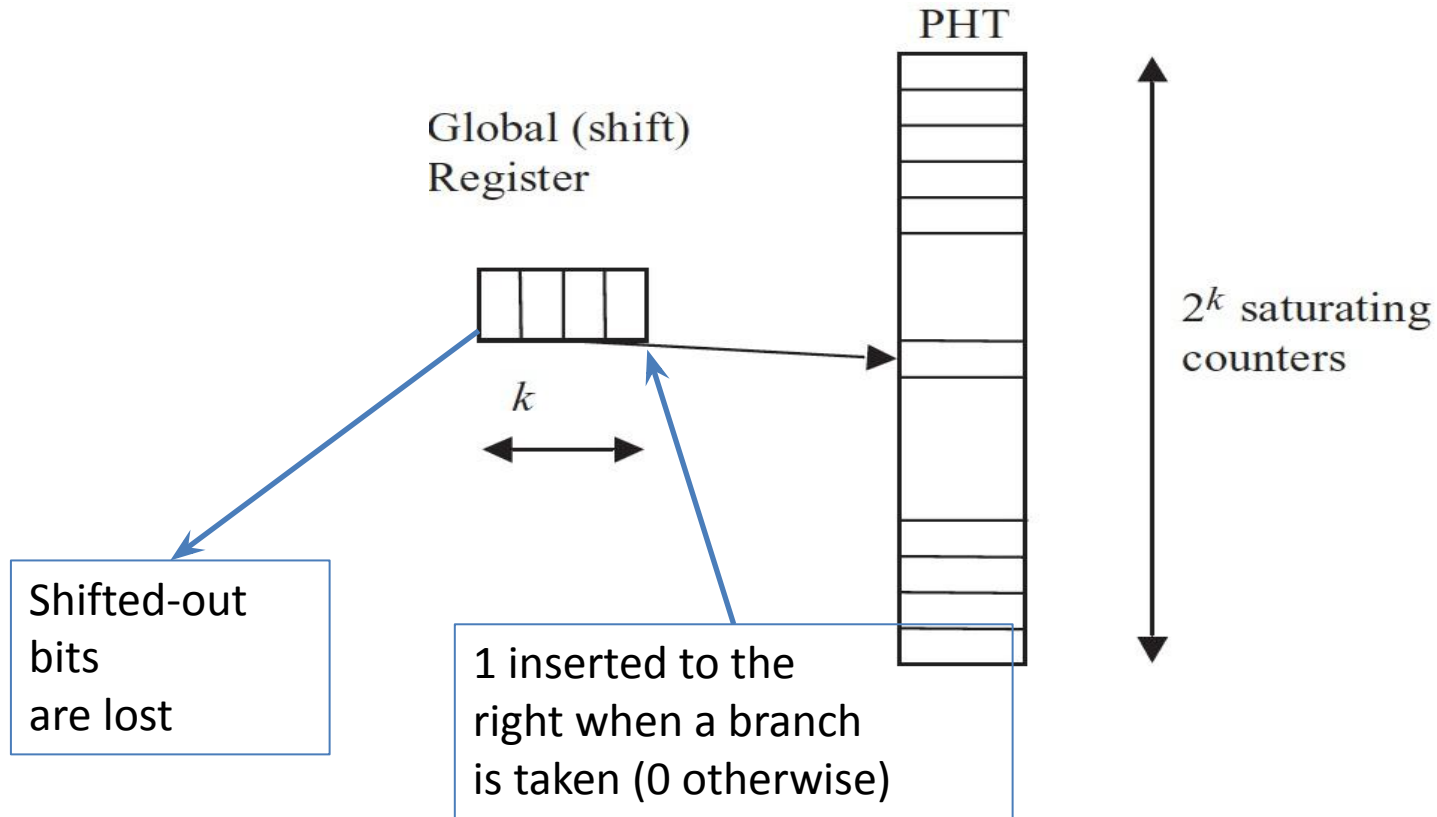 PHT
Global (shift)
Register
k
2^k saturating
counters
Shifted-out
bits
are lost
1 inserted to the
right when a branch
is taken (0 otherwise)